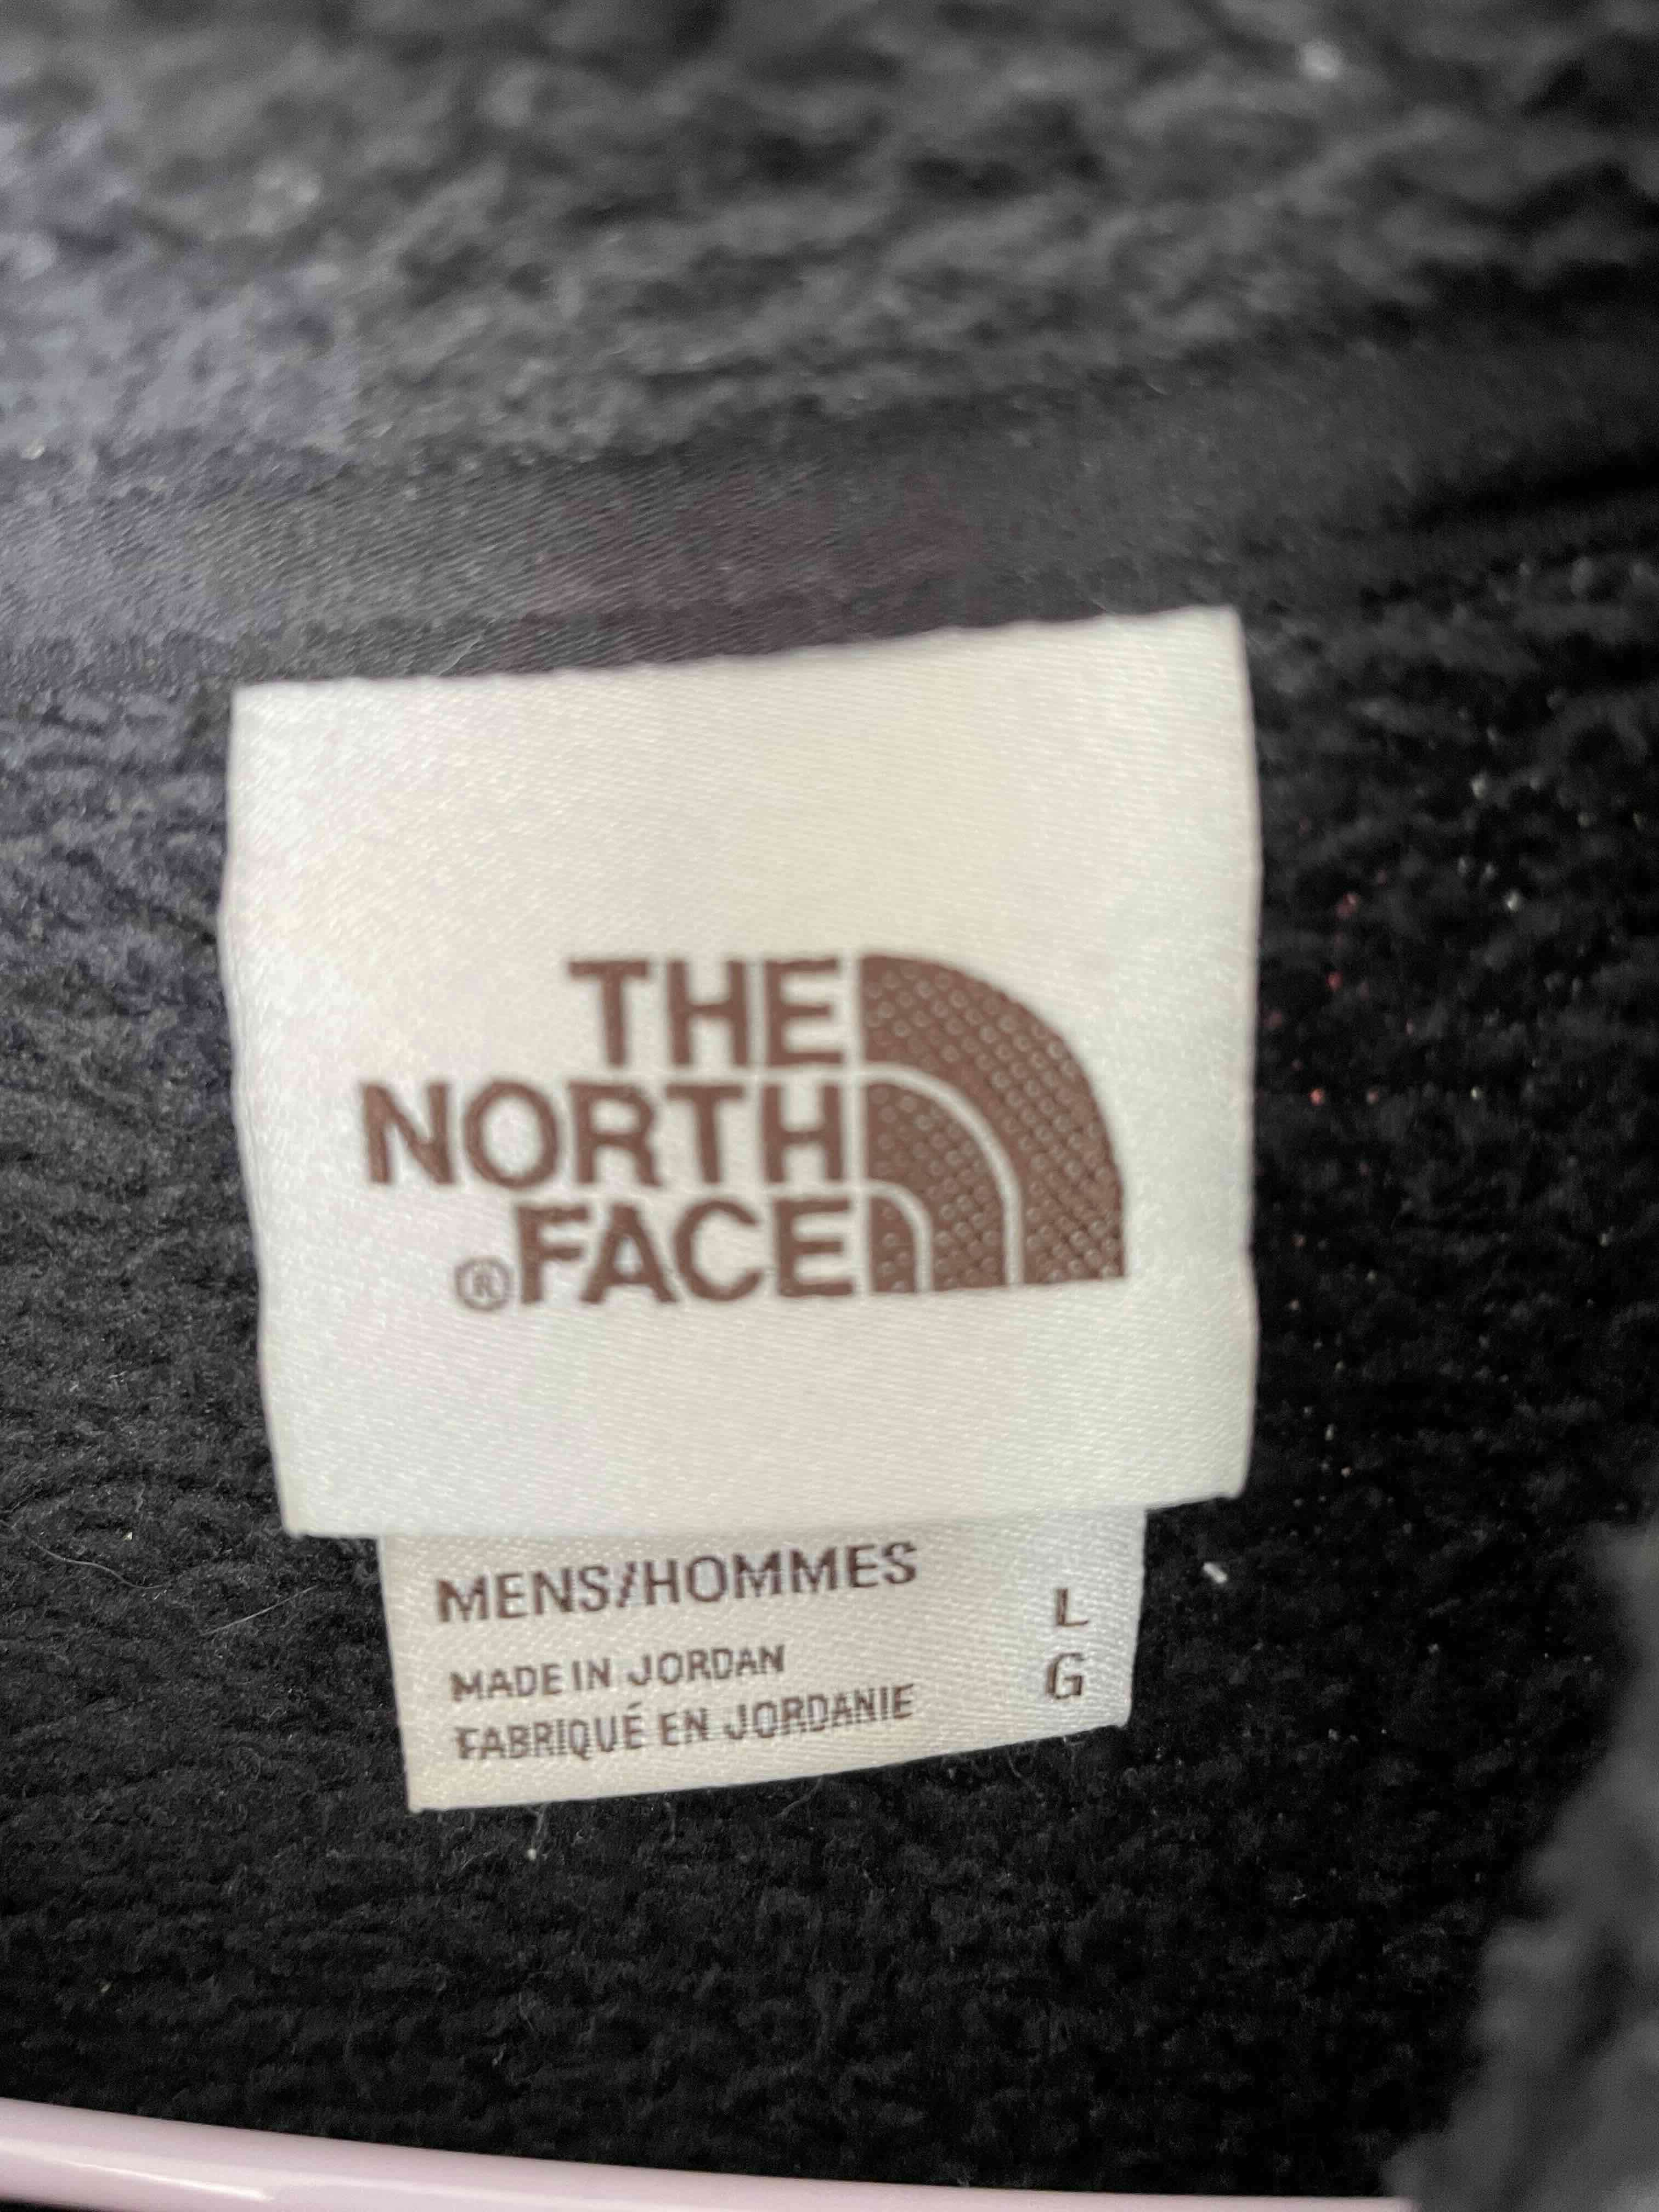 THE
NORTH
®FACE
MENS/HOMMES
L
MADE IN JORDAN
G
FABRIQUÉ EN JORDANIE